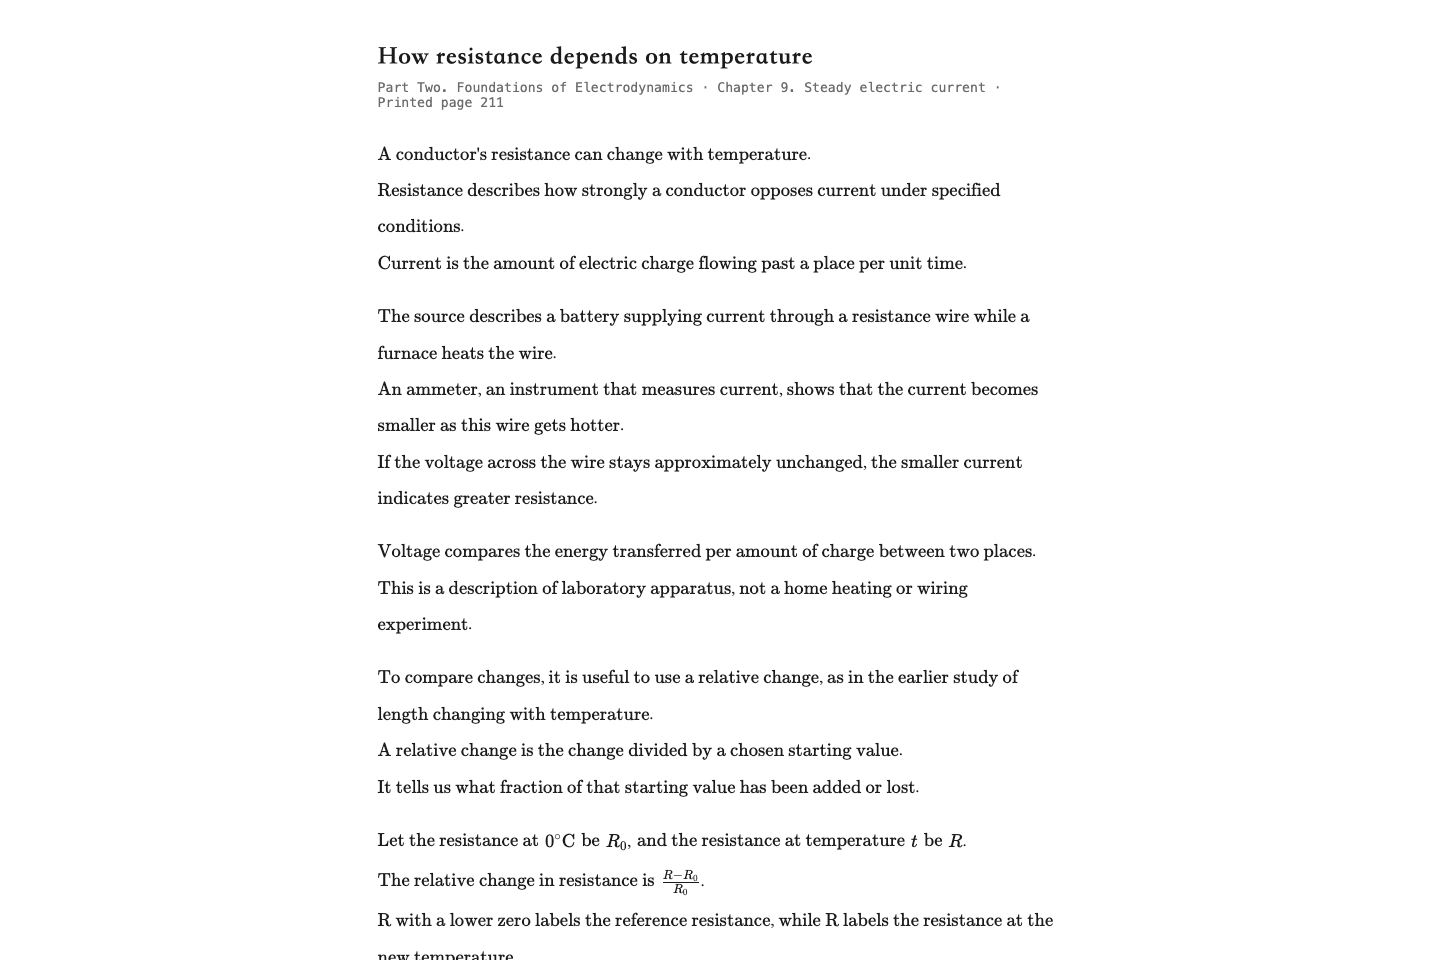 How resistance depends on temperature
Part Two. Foundations of Electrodynamics · Chapter 9. Steady electric current ·
Printed page 211
A conductor's resistance can change with temperature.
Resistance describes how strongly a conductor opposes current under specified
conditions.
Current is the amount of electric charge flowing past a place per unit time.
The source describes a battery supplying current through a resistance wire while a
furnace heats the wire.
An ammeter, an instrument that measures current, shows that the current becomes
smaller as this wire gets hotter.
If the voltage across the wire stays approximately unchanged, the smaller current
indicates greater resistance.
Voltage compares the energy transferred per amount of charge between two places.
This is a description of laboratory apparatus, not a home heating or wiring
experiment.
To compare changes, it is useful to use a relative change, as in the earlier study of
length changing with temperature.
A relative change is the change divided by a chosen starting value.
It tells us what fraction of that starting value has been added or lost.
Let the resistance at 0°C be R₀, and the resistance at temperature t be R.
The relative change in resistance is (R−R₀)/R₀.
R with a lower zero labels the reference resistance, while R labels the resistance at the
new temperature.